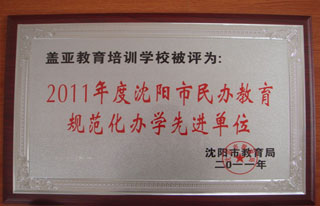 盖亚教育培训学校被评为:
2011年度沈阳市民办教育
规范化办学先进单位
沈阳市教育局
二〇一一年